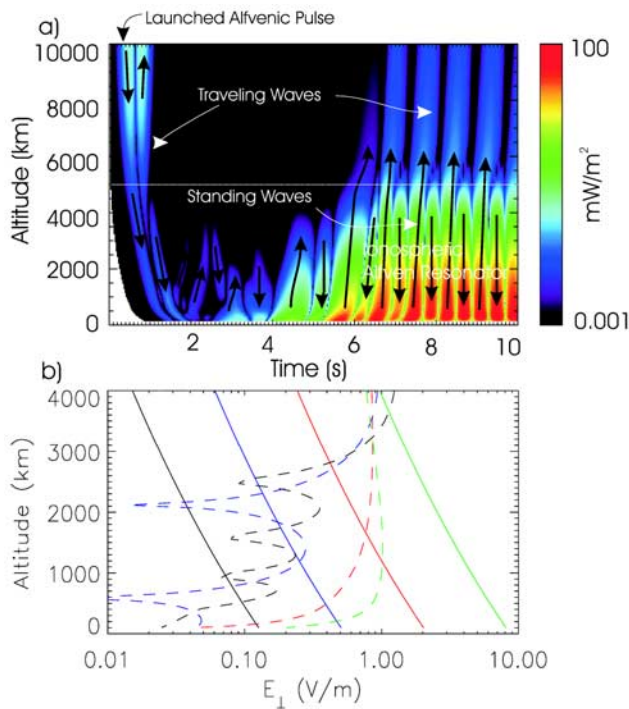 Launched Alfvenic Pulse
a)
10000
8000
6000
4000
2000
0
Altitude (km)
Traveling Waves
Standing Waves
Ionospheric
Alfven Resonator
2
4
6
8
10
Time (s)
100
mW/m²
0.001
b)
4000
3000
2000
1000
0
Altitude (km)
0.01
0.10
1.00
10.00
E⊥ (V/m)